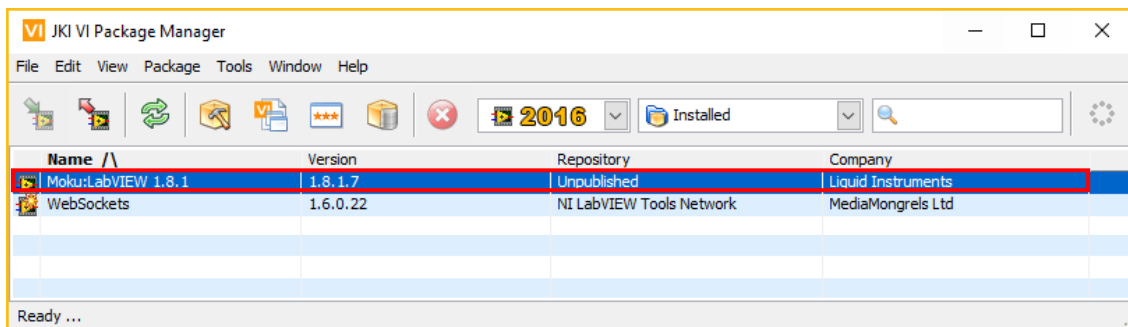 VI JKI VI Package Manager
File Edit View Package Tools Window Help
VI *** 2016 Installed
Name /\ Version Repository Company
Moku:LabVIEW 1.8.1 1.8.1.7 Unpublished Liquid Instruments
WebSockets 1.6.0.22 NI LabVIEW Tools Network MediaMongrels Ltd
Ready ...